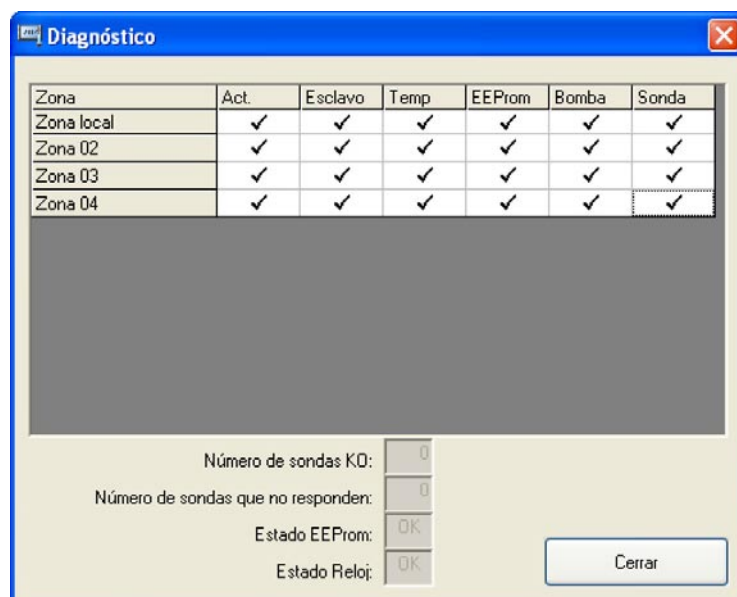 Diagnóstico
Zona Act. Esclavo Temp EEProm Bomba Sonda
Zona local ✓ ✓ ✓ ✓ ✓ ✓
Zona 02 ✓ ✓ ✓ ✓ ✓ ✓
Zona 03 ✓ ✓ ✓ ✓ ✓ ✓
Zona 04 ✓ ✓ ✓ ✓ ✓ ✓
Número de sondas KO: 0
Número de sondas que no responden: 0
Estado EEProm: OK
Estado Reloj: OK
Cerrar